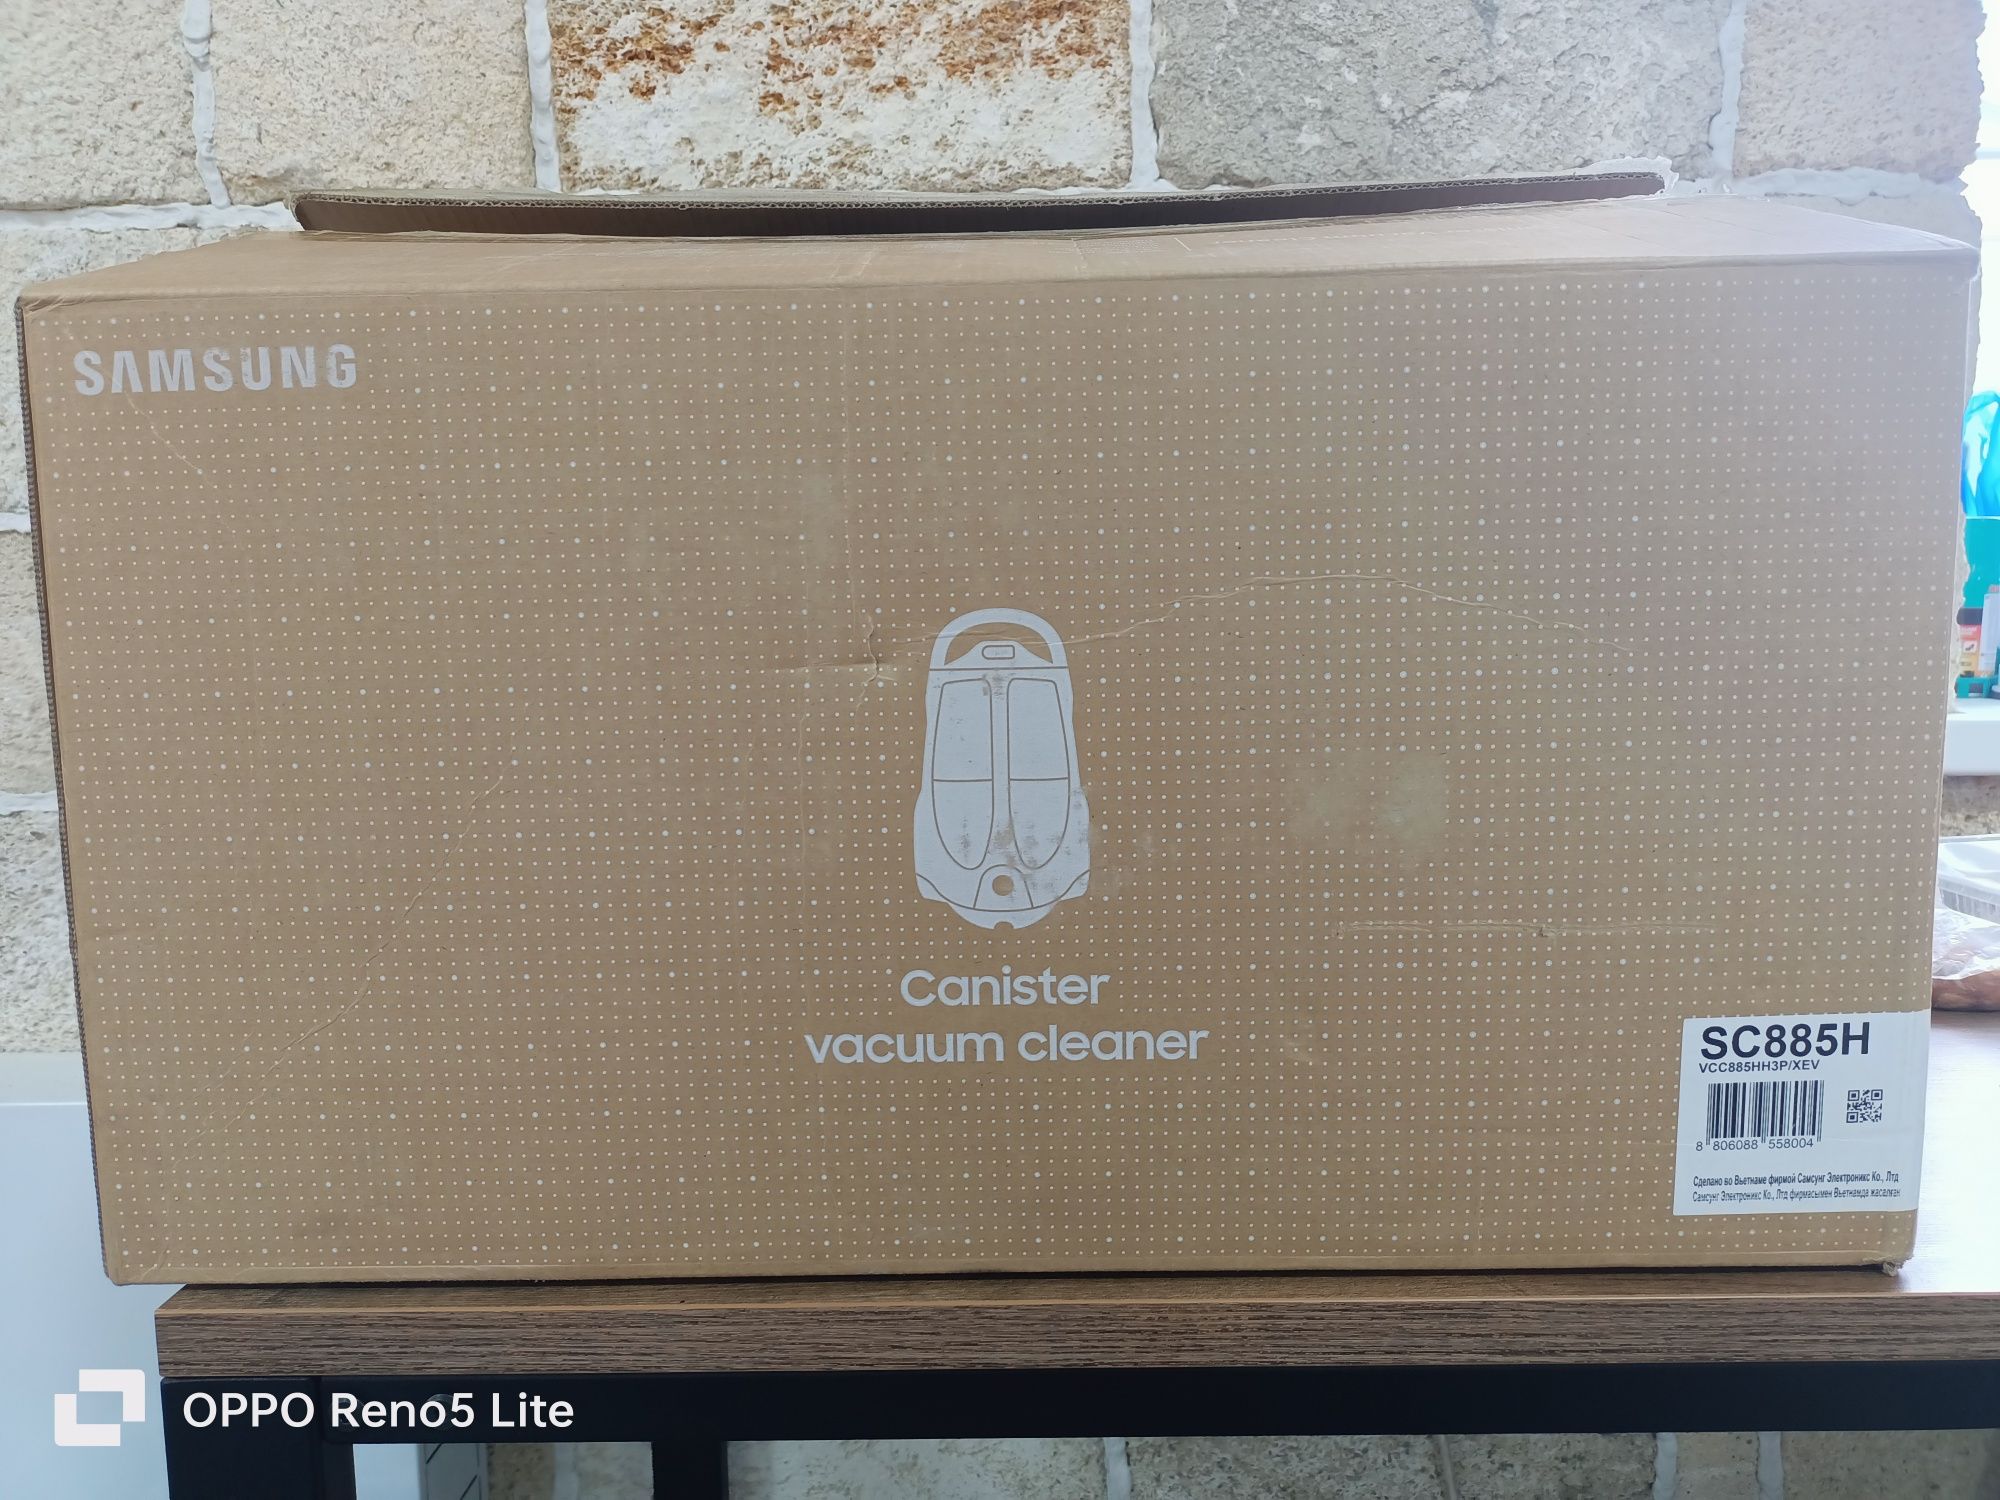 SAMSUNG
Canister
vacuum cleaner
SC885H
VCC885HH3P/XEV
8 806088 558004
Сделано во Вьетнаме фирмой Самсунг Электроникс Ко., Лтд
Самсунг Электроникс Ко., Лтд фирмасымен Вьетнамда жасалған
OPPO Reno5 Lite